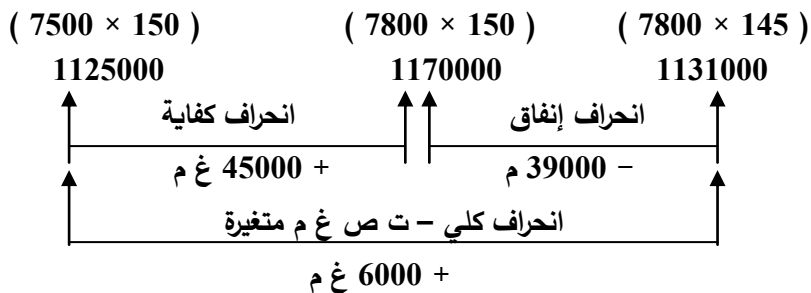 ( 7500 × 150 ) ( 7800 × 150 ) ( 7800 × 145 )
1125000 1170000 1131000
انحراف كفاية انحراف إنفاق
+ 45000 غ م − 39000 م
انحراف كلي – ت ص غ م متغيرة
+ 6000 غ م